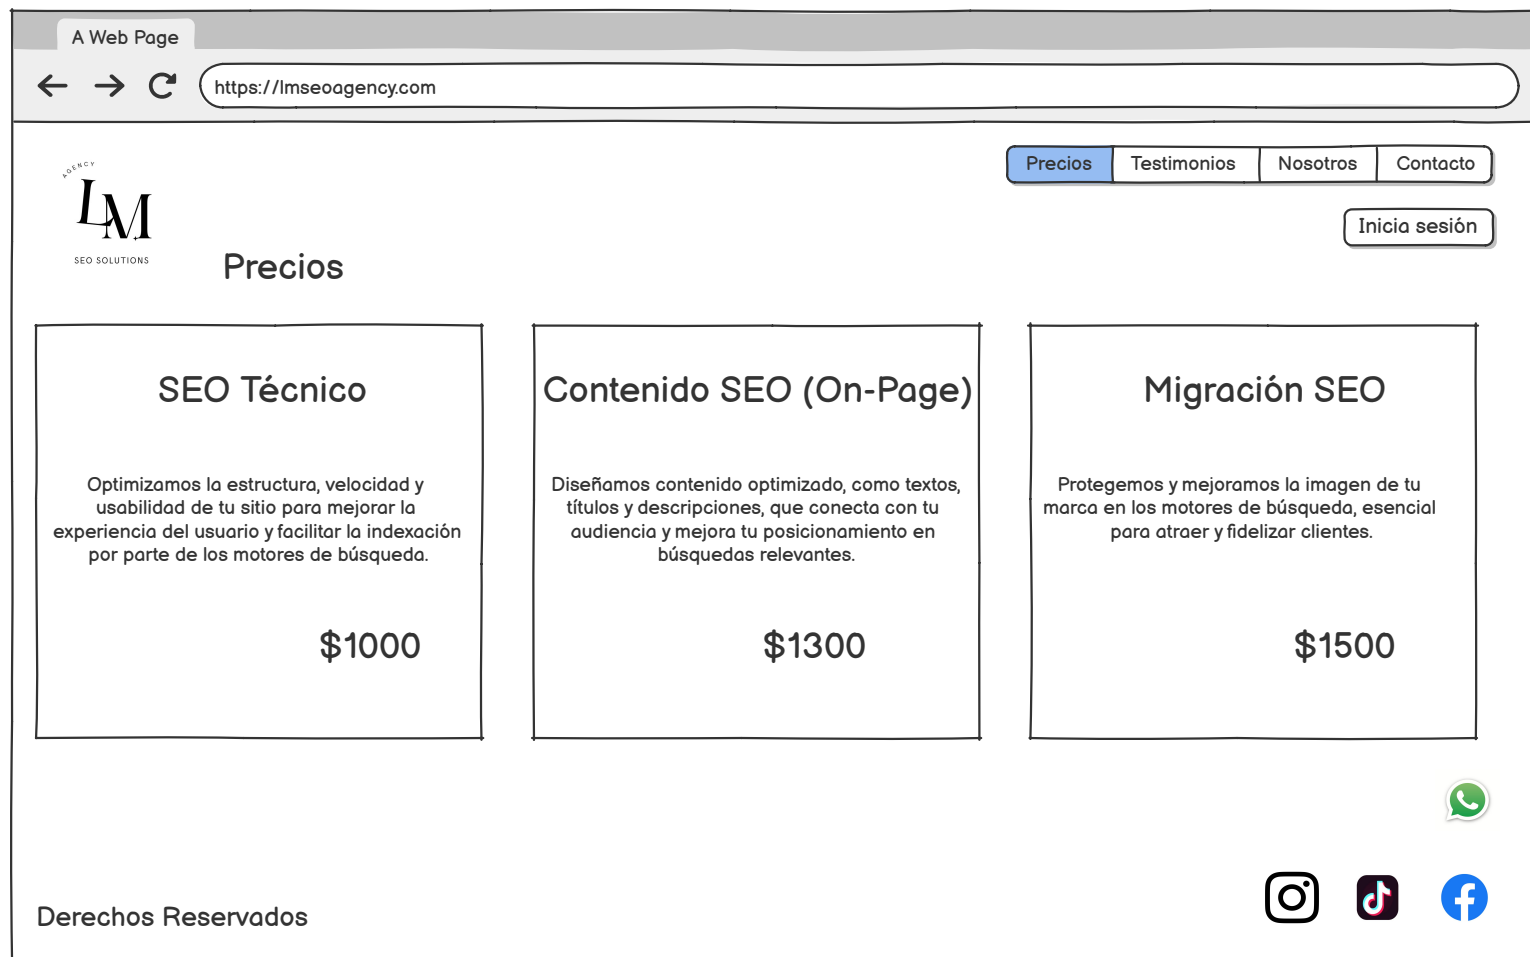 A Web Page
https://lmseoagency.com
Precios
Testimonios
Nosotros
Contacto
Inicia sesión
AGENCY
LM
SEO SOLUTIONS
Precios
SEO Técnico
Optimizamos la estructura, velocidad y
usabilidad de tu sitio para mejorar la
experiencia del usuario y facilitar la indexación
por parte de los motores de búsqueda.
$1000
Contenido SEO (On-Page)
Diseñamos contenido optimizado, como textos,
títulos y descripciones, que conecta con tu
audiencia y mejora tu posicionamiento en
búsquedas relevantes.
$1300
Migración SEO
Protegemos y mejoramos la imagen de tu
marca en los motores de búsqueda, esencial
para atraer y fidelizar clientes.
$1500
Derechos Reservados